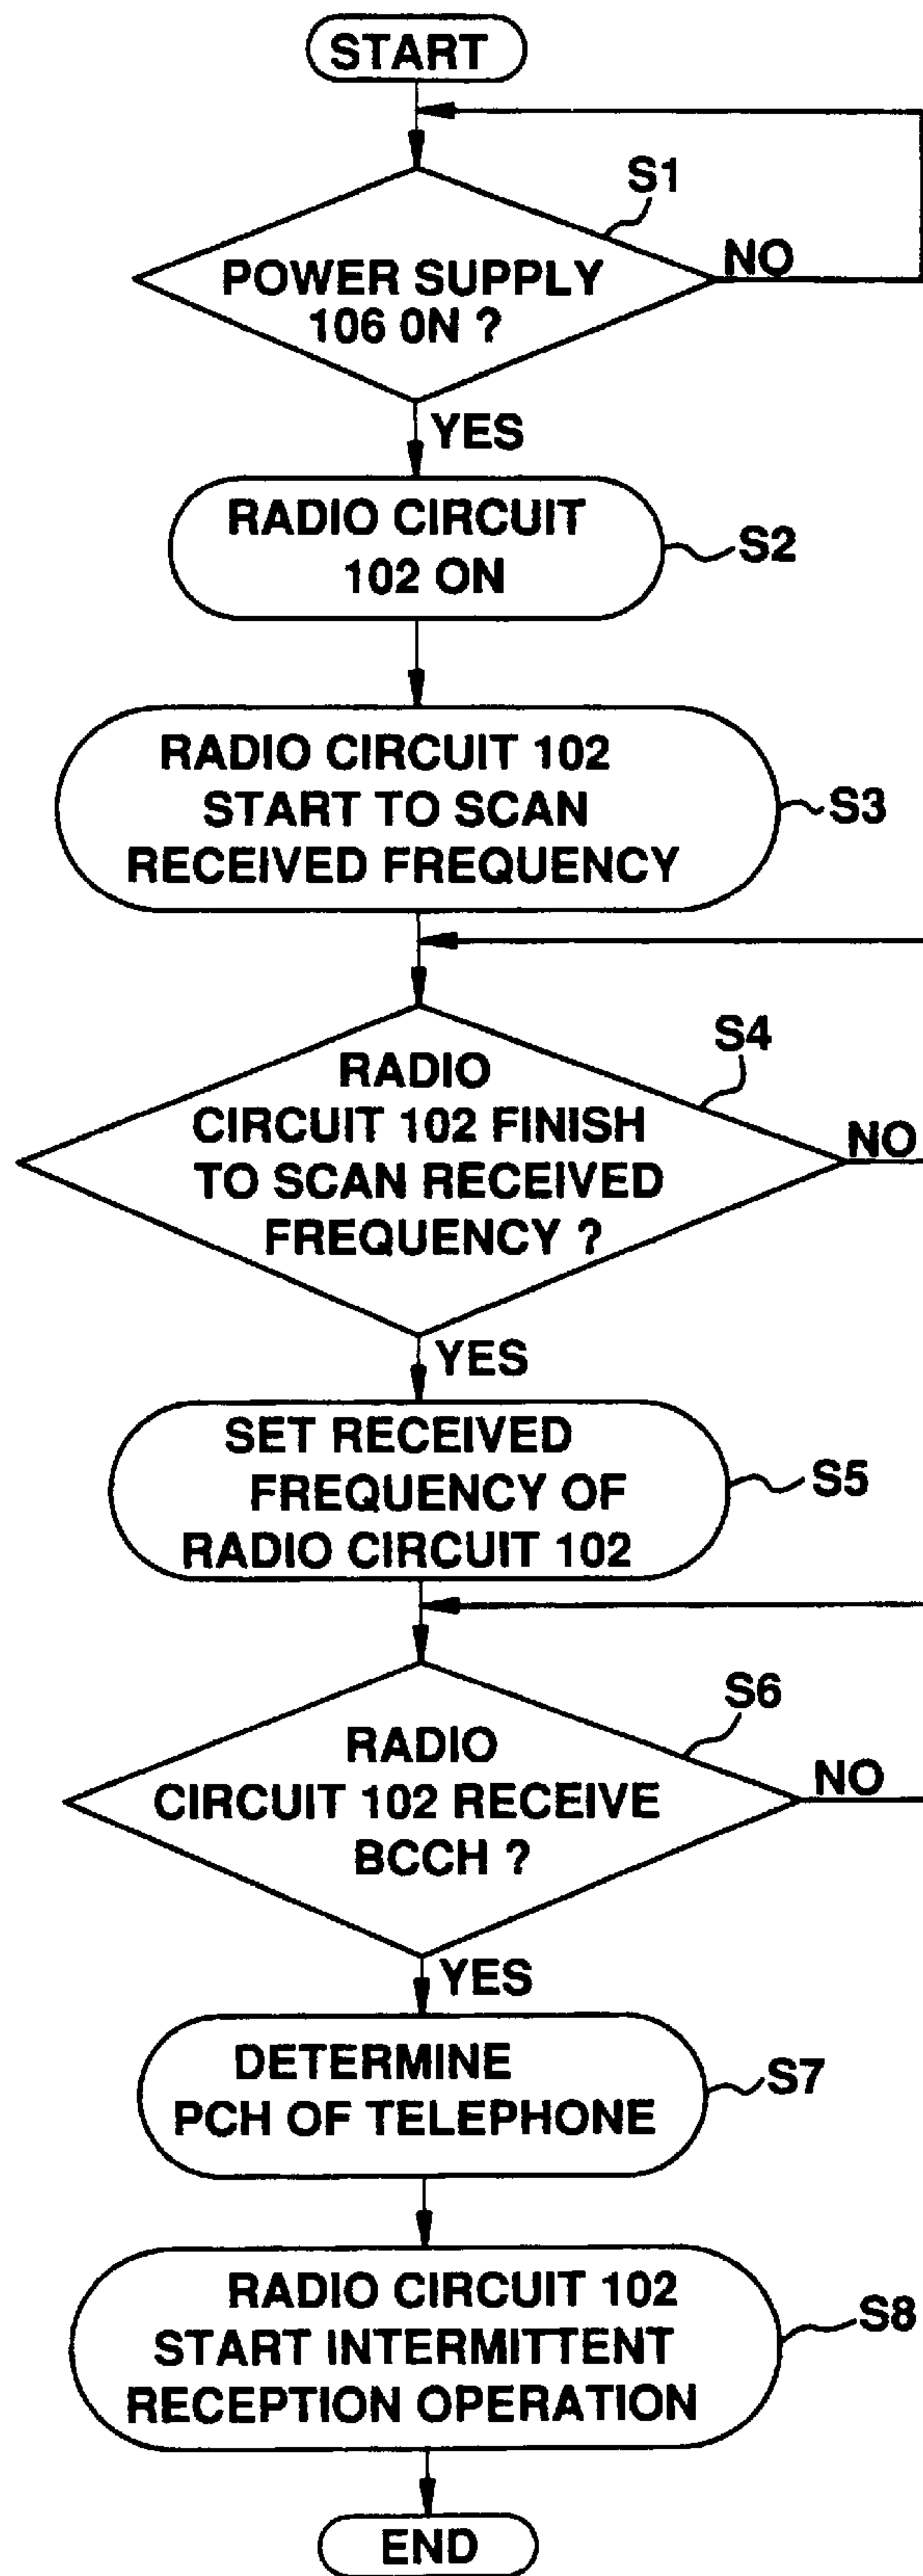 START
S1
POWER SUPPLY
106 0N ?
NO
YES
RADIO CIRCUIT
102 ON
S2
RADIO CIRCUIT 102
START TO SCAN
RECEIVED FREQUENCY
S3
S4
RADIO
CIRCUIT 102 FINISH
TO SCAN RECEIVED
FREQUENCY ?
NO
YES
SET RECEIVED
FREQUENCY OF
RADIO CIRCUIT 102
S5
S6
RADIO
CIRCUIT 102 RECEIVE
BCCH ?
NO
YES
DETERMINE
PCH OF TELEPHONE
S7
RADIO CIRCUIT 102
START INTERMITTENT
RECEPTION OPERATION
S8
END